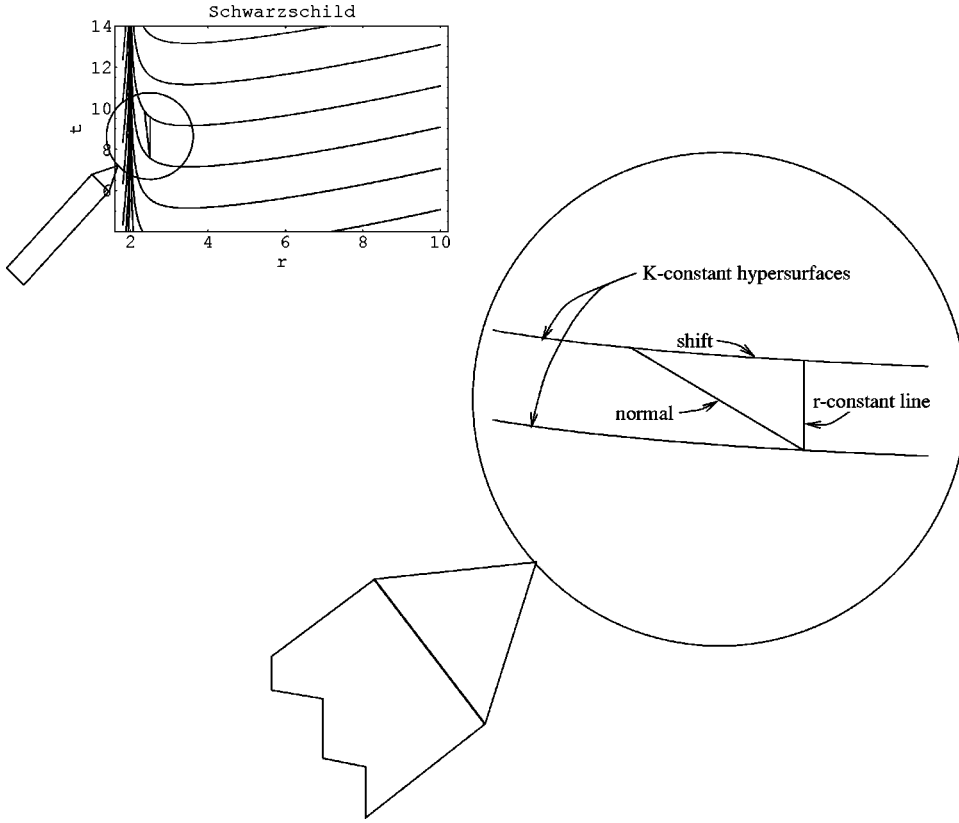 Schwarzschild
14
12
10
8
6
t
2 4 6 8 10
r
K-constant hypersurfaces
shift
r-constant line
normal